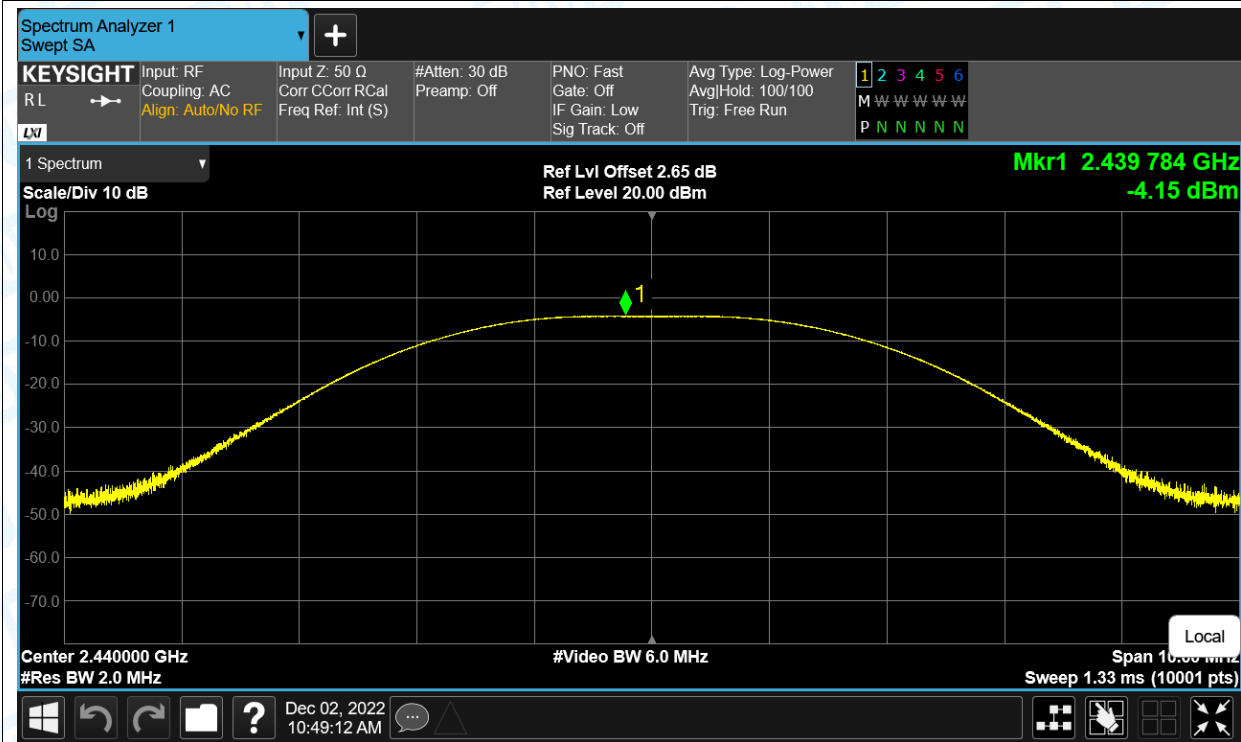 Spectrum Analyzer 1
Swept SA
KEYSIGHT
R L
LXI
Input: RF
Coupling: AC
Align: Auto/No RF
Input Z: 50 Ω
Corr CCorr RCal
Freq Ref: Int (S)
#Atten: 30 dB
Preamp: Off
PNO: Fast
Gate: Off
IF Gain: Low
Sig Track: Off
Avg Type: Log-Power
Avg|Hold: 100/100
Trig: Free Run
1 2 3 4 5 6
M W W W W W
P N N N N N
1 Spectrum
Scale/Div 10 dB
Log
Ref Lvl Offset 2.65 dB
Ref Level 20.00 dBm
Mkr1 2.439 784 GHz
-4.15 dBm
10.0
0.00
1
-10.0
-20.0
-30.0
-40.0
-50.0
-60.0
-70.0
Local
Center 2.440000 GHz
#Video BW 6.0 MHz
Span 10.00 MHz
#Res BW 2.0 MHz
Sweep 1.33 ms (10001 pts)
?
Dec 02, 2022
10:49:12 AM